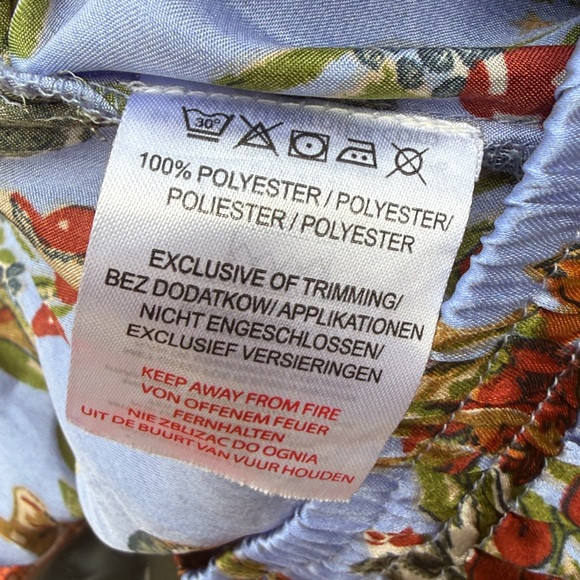 30°
100% POLYESTER / POLYESTER/
POLIESTER / POLYESTER
EXCLUSIVE OF TRIMMING/
BEZ DODATKOW/ APPLIKATIONEN
NICHT ENGESCHLOSSEN/
EXCLUSIEF VERSIERINGEN
KEEP AWAY FROM FIRE
VON OFFENEM FEUER
FERNHALTEN
NIE ZBLIZAC DO OGNIA
UIT DE BUURT VAN VUUR HOUDEN